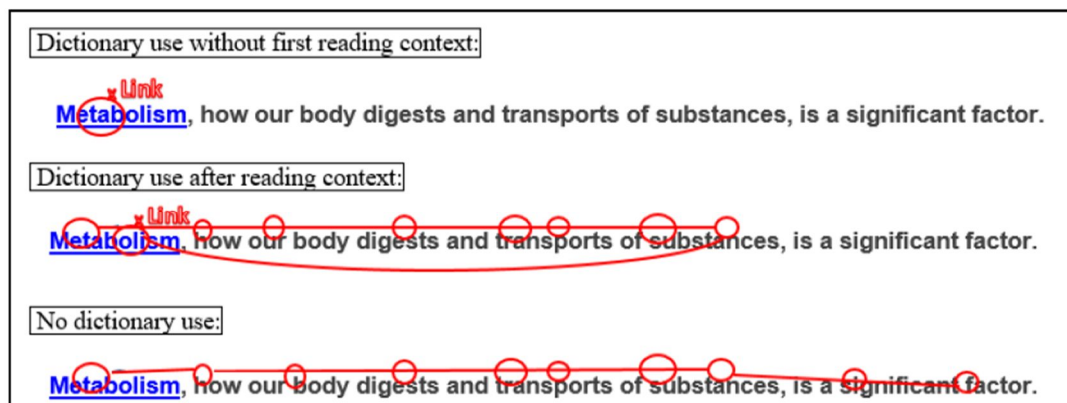 Dictionary use without first reading context:
x Link
Metabolism, how our body digests and transports of substances, is a significant factor.
Dictionary use after reading context:
x Link
Metabolism, how our body digests and transports of substances, is a significant factor.
No dictionary use:
Metabolism, how our body digests and transports of substances, is a significant factor.